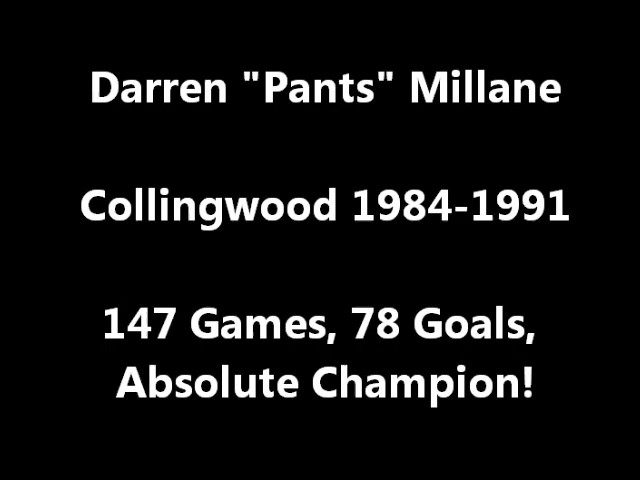 Darren "Pants" Millane
Collingwood 1984-1991
147 Games, 78 Goals,
Absolute Champion!